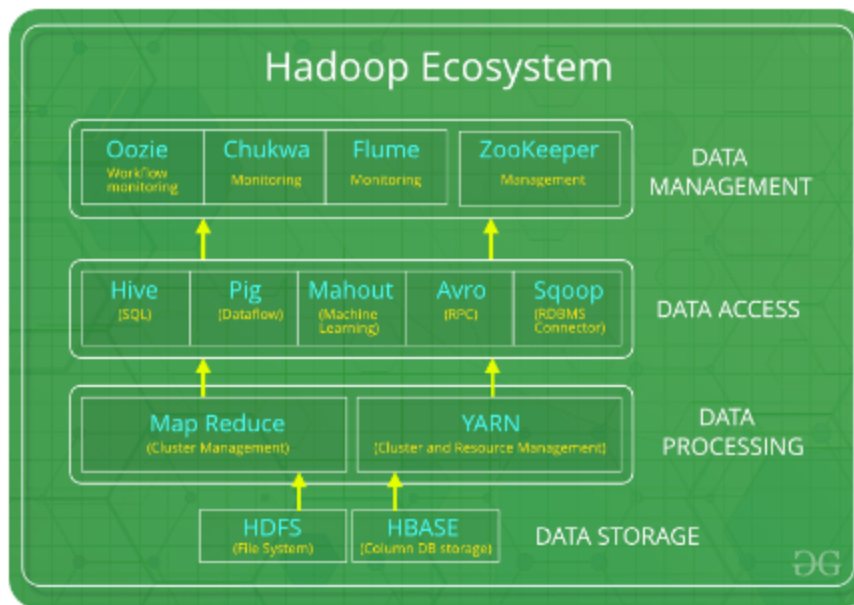 Hadoop Ecosystem
Oozie
Workflow
monitoring
Chukwa
Monitoring
Flume
Monitoring
ZooKeeper
Management
DATA
MANAGEMENT
Hive
(SQL)
Pig
(Dataflow)
Mahout
(Machine
Learning)
Avro
(RPC)
Sqoop
(RDBMS
Connector)
DATA ACCESS
Map Reduce
(Cluster Management)
YARN
(Cluster and Resource Management)
DATA
PROCESSING
HDFS
(File System)
HBASE
(Column DB storage)
DATA STORAGE